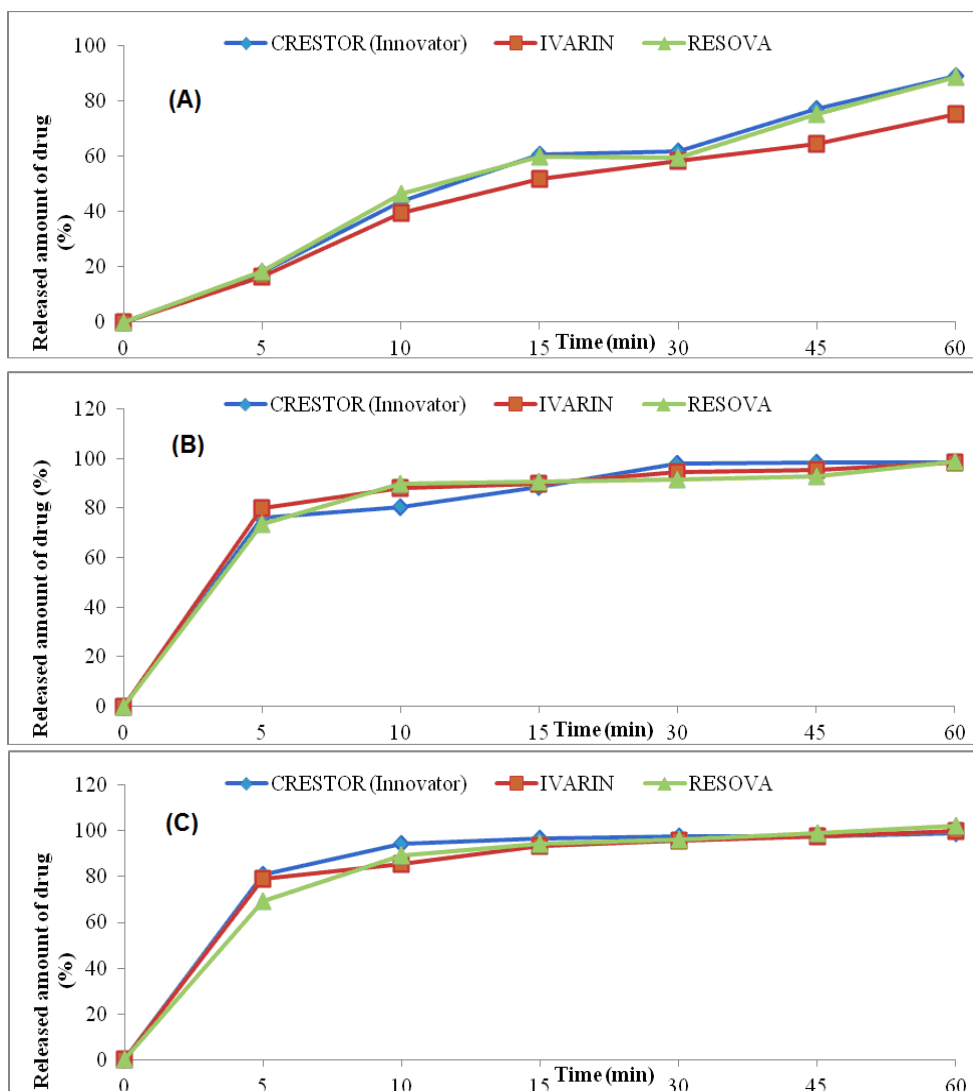 CRESTOR (Innovator) IVARIN RESOVA
(A)
Released amount of drug
(%)
100
80
60
40
20
0
0 5 10 15 30 45 60
Time (min)
CRESTOR (Innovator) IVARIN RESOVA
(B)
Released amount of drug (%)
120
100
80
60
40
20
0
0 5 10 15 30 45 60
Time (min)
CRESTOR (Innovator) IVARIN RESOVA
(C)
Released amount of drug
(%)
120
100
80
60
40
20
0
0 5 10 15 30 45 60
Time (min)